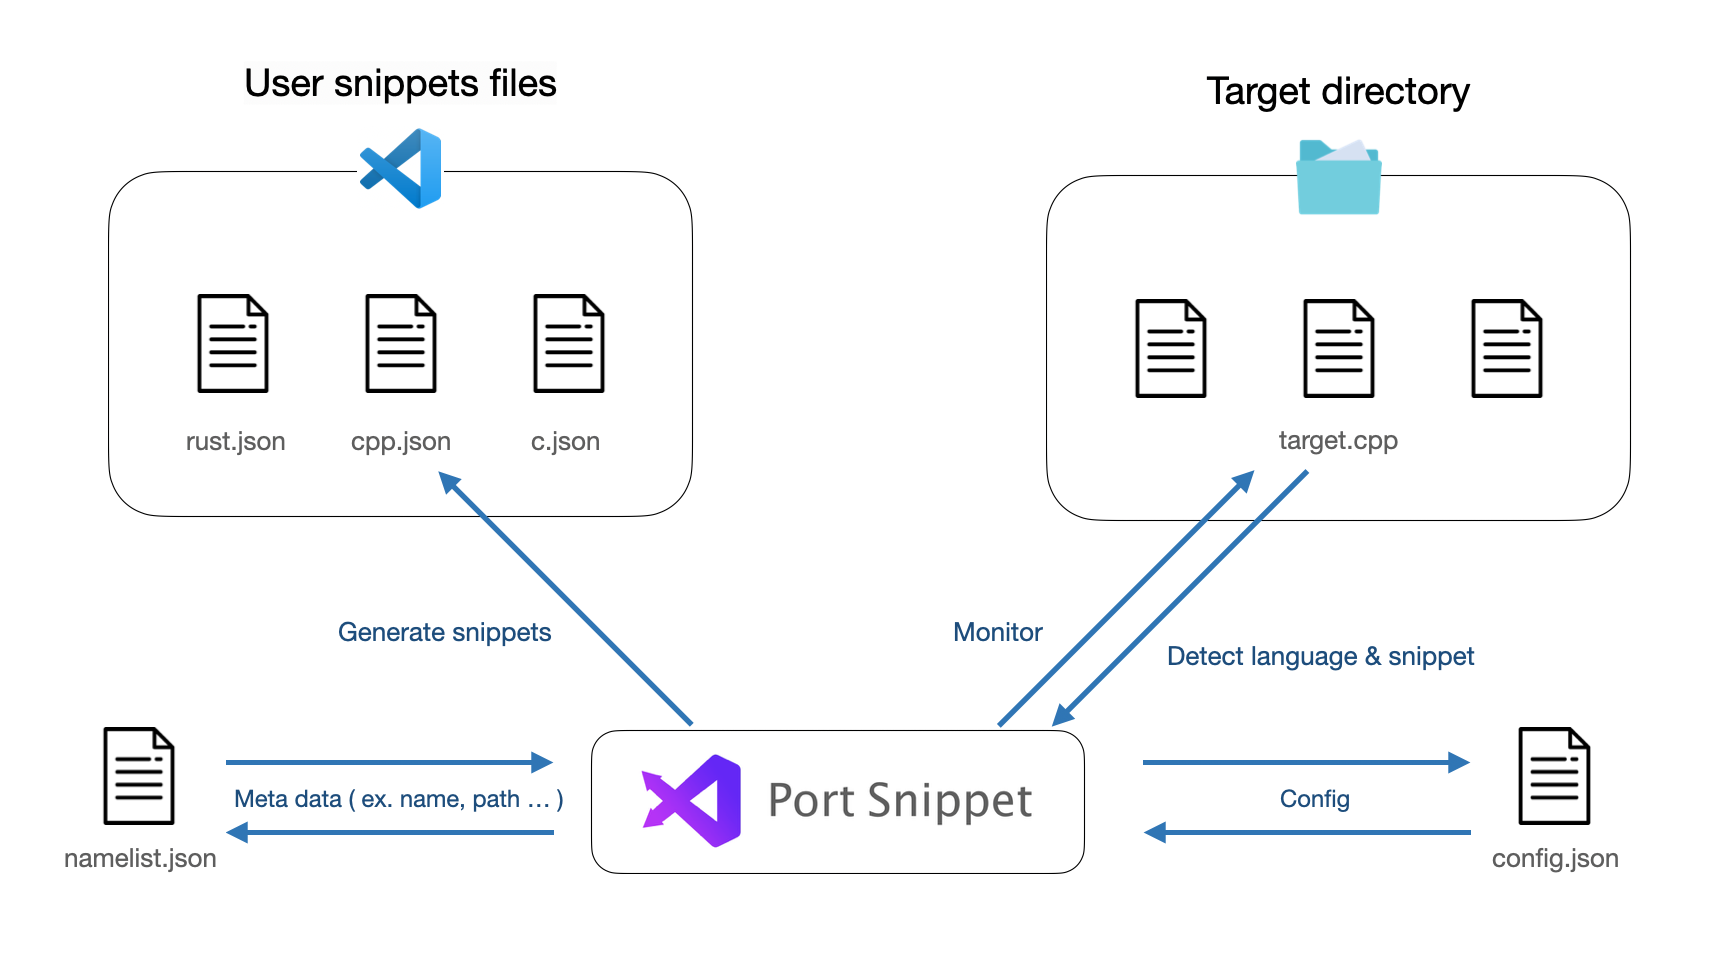 User snippets files
Target directory
rust.json
cpp.json
c.json
target.cpp
Generate snippets
Monitor
Detect language & snippet
Meta data ( ex. name, path ... )
Port Snippet
Config
namelist.json
config.json